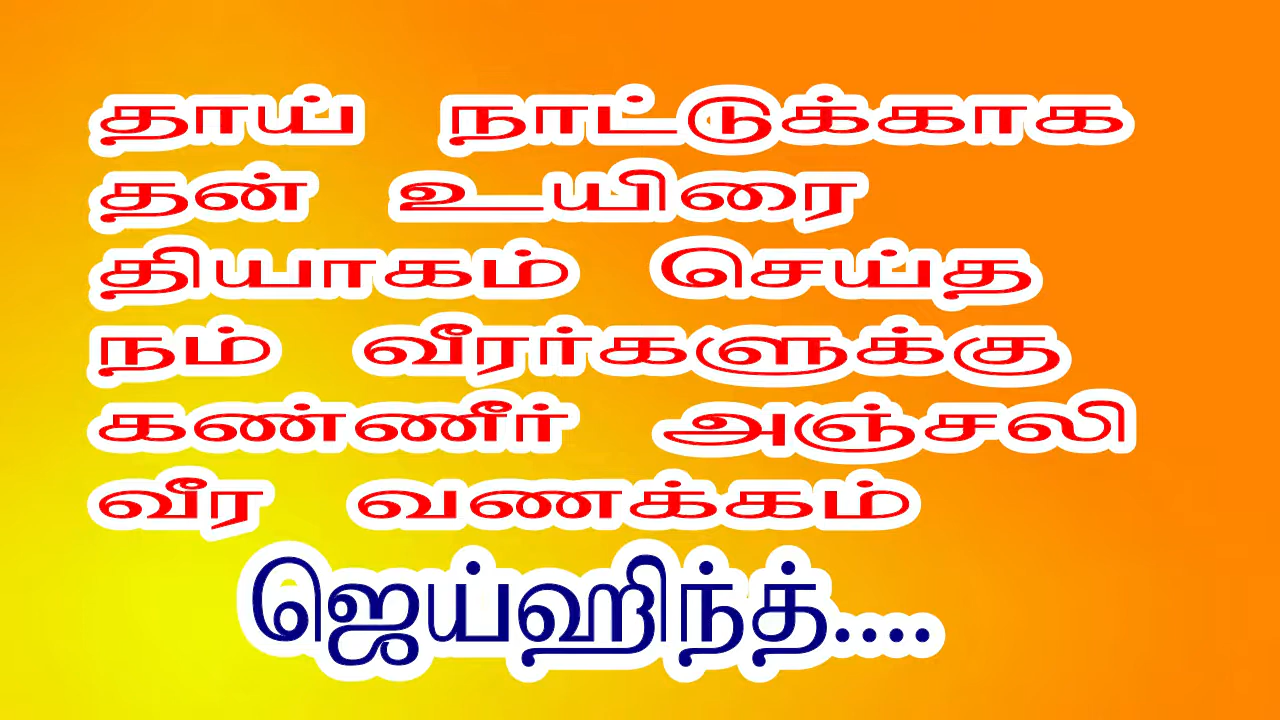 தாய் நாட்டுக்காக
தன் உயிரை
தியாகம் செய்த
நம் வீரர்களுக்கு
கண்ணீர் அஞ்சலி
வீர வணக்கம்
ஜெய்ஹிந்த்....